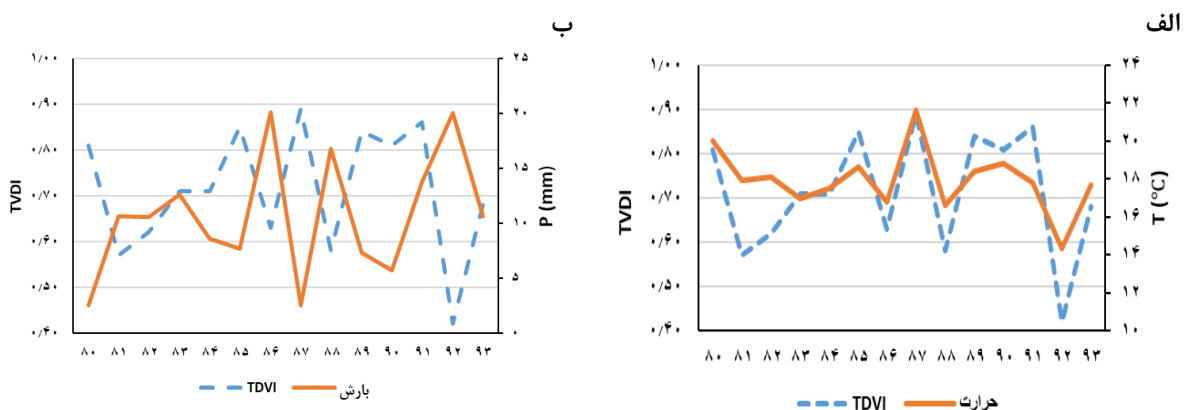 الف
TVDI
۱/۰۰
۰/۹۰
۰/۸۰
۰/۷۰
۰/۶۰
۰/۵۰
۰/۴۰
T (°C)
۲۴
۲۲
۲۰
۱۸
۱۶
۱۴
۱۲
۱۰
۸۰ ۸۱ ۸۲ ۸۳ ۸۴ ۸۵ ۸۶ ۸۷ ۸۸ ۸۹ ۹۰ ۹۱ ۹۲ ۹۳
TDVI حرارت
ب
TVDI
۱/۰۰
۰/۹۰
۰/۸۰
۰/۷۰
۰/۶۰
۰/۵۰
۰/۴۰
P (mm)
۲۵
۲۰
۱۵
۱۰
۵
۰
۸۰ ۸۱ ۸۲ ۸۳ ۸۴ ۸۵ ۸۶ ۸۷ ۸۸ ۸۹ ۹۰ ۹۱ ۹۲ ۹۳
TDVI بارش